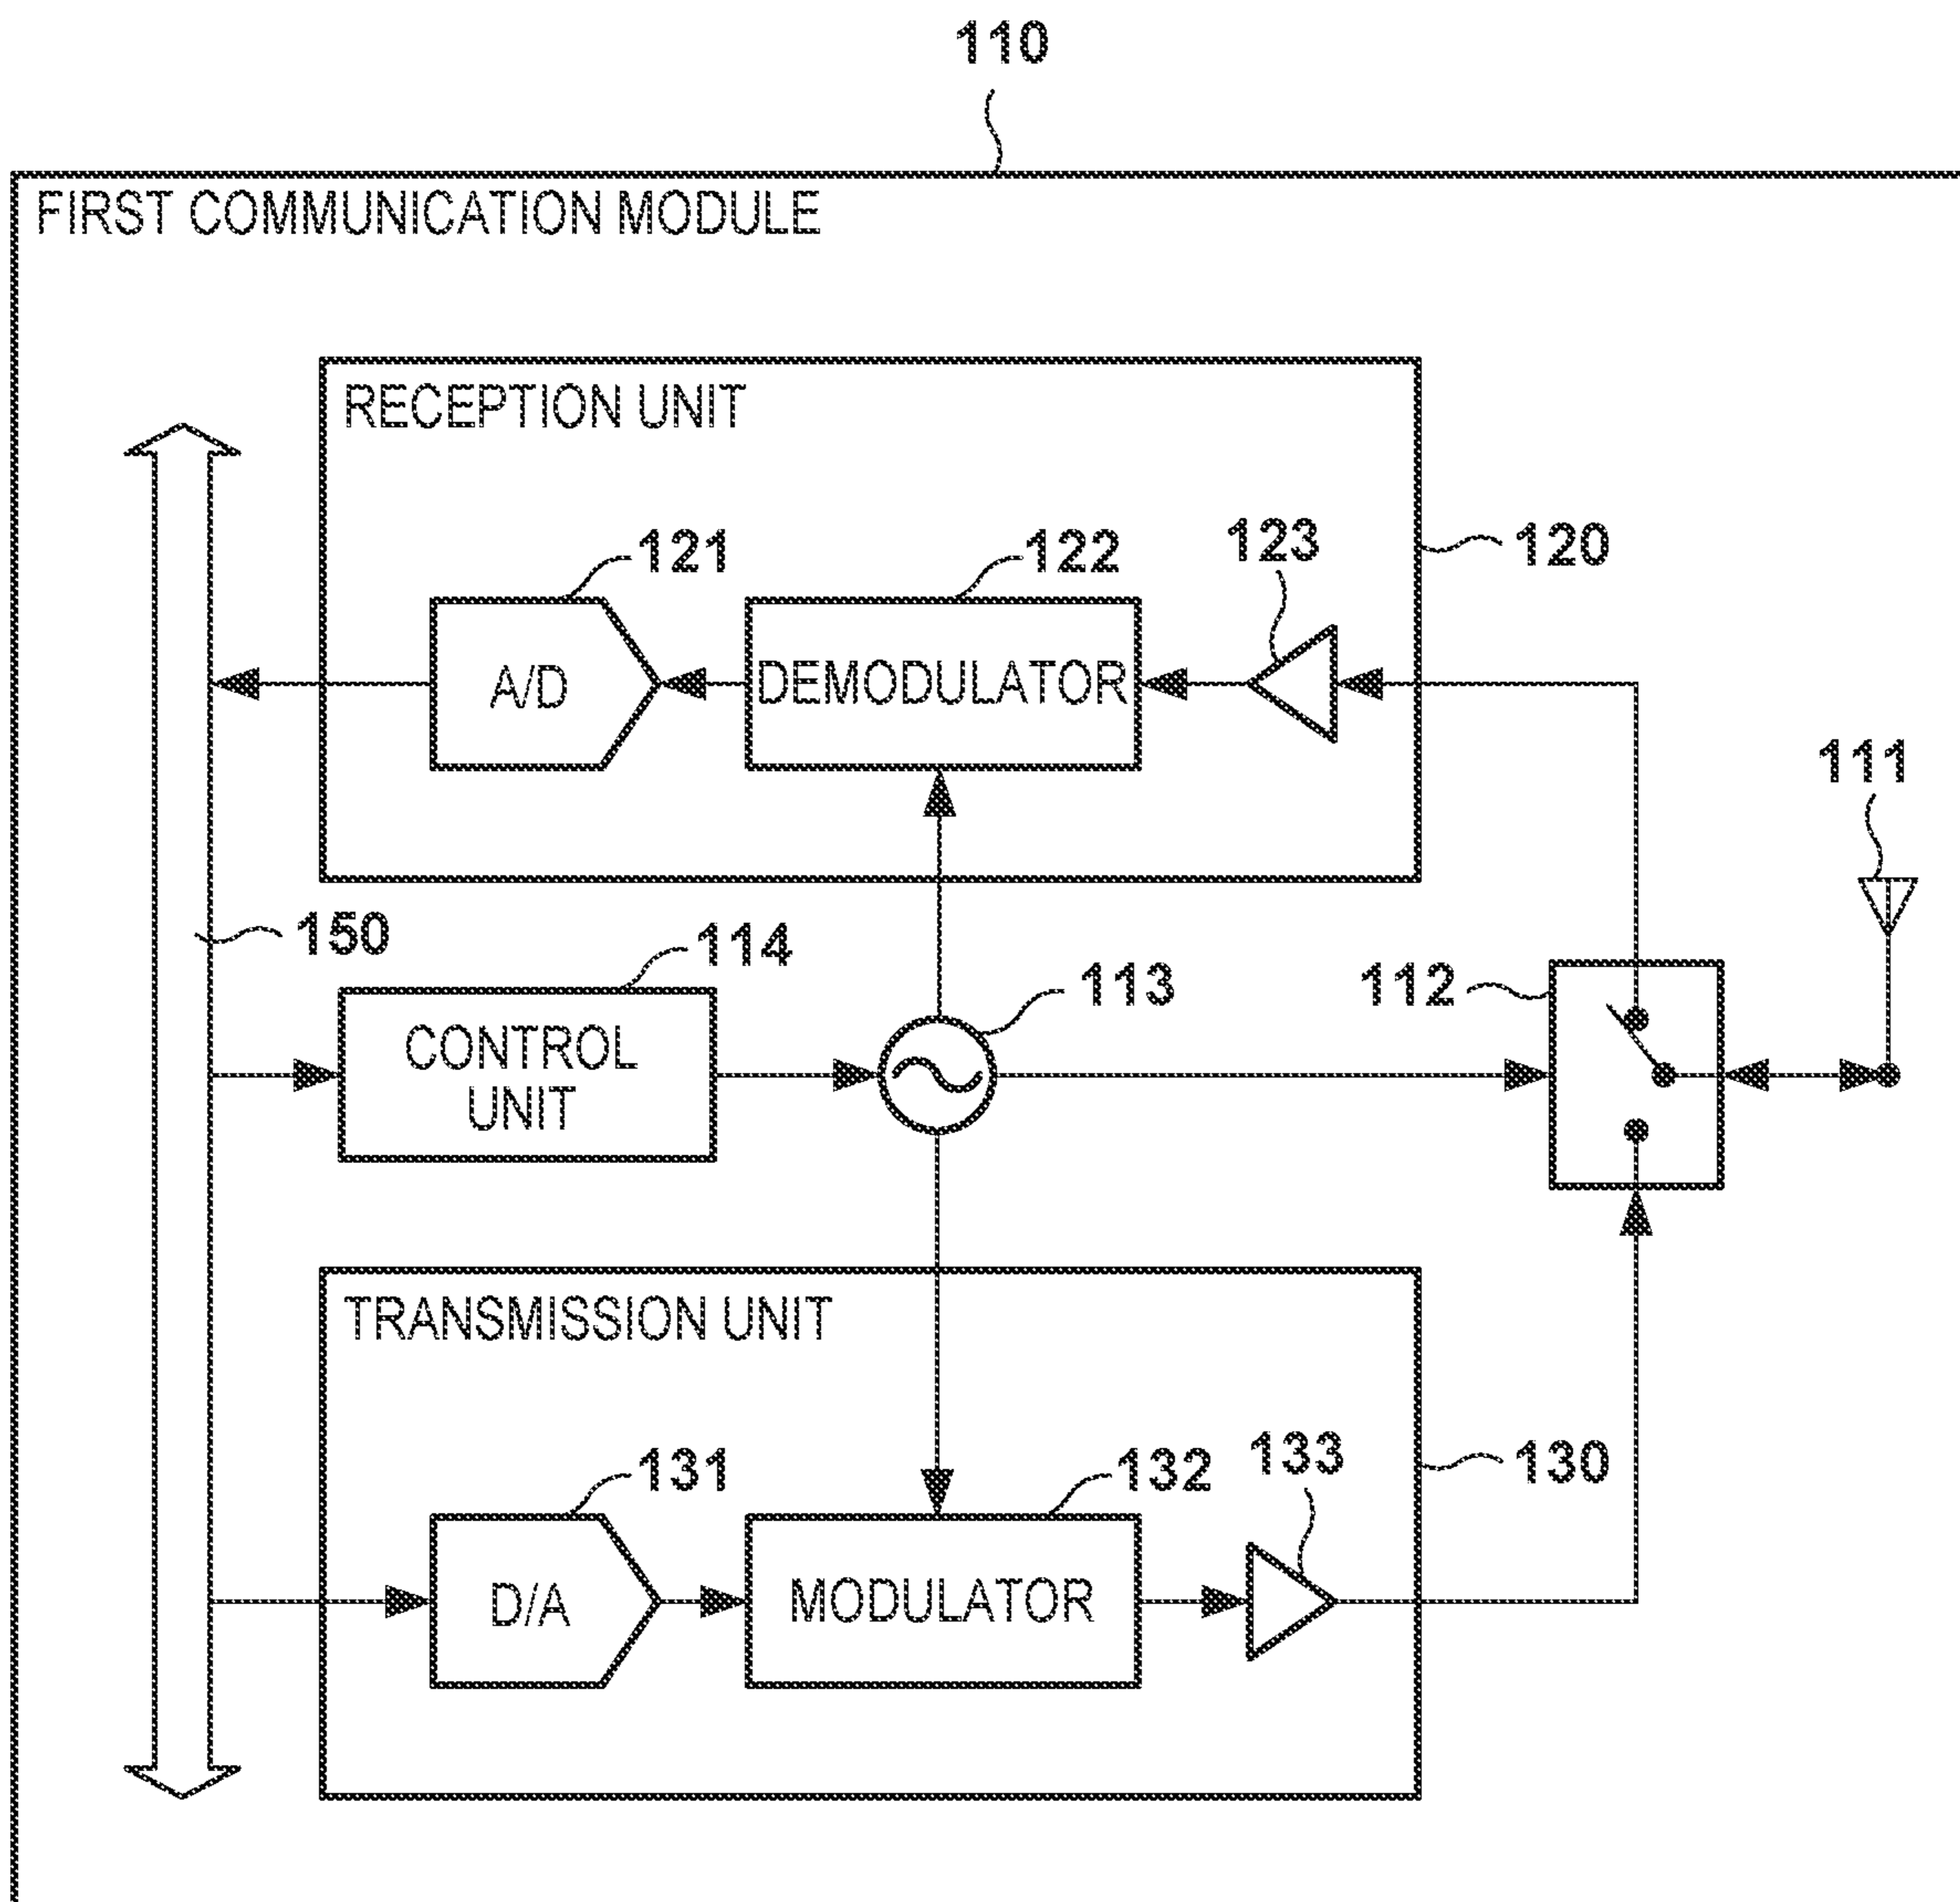 110
FIRST COMMUNICATION MODULE
RECEPTION UNIT
121
122
123
120
A/D
DEMODULATOR
111
150
114
113
112
CONTROL
UNIT
TRANSMISSION UNIT
131
132
133
130
D/A
MODULATOR